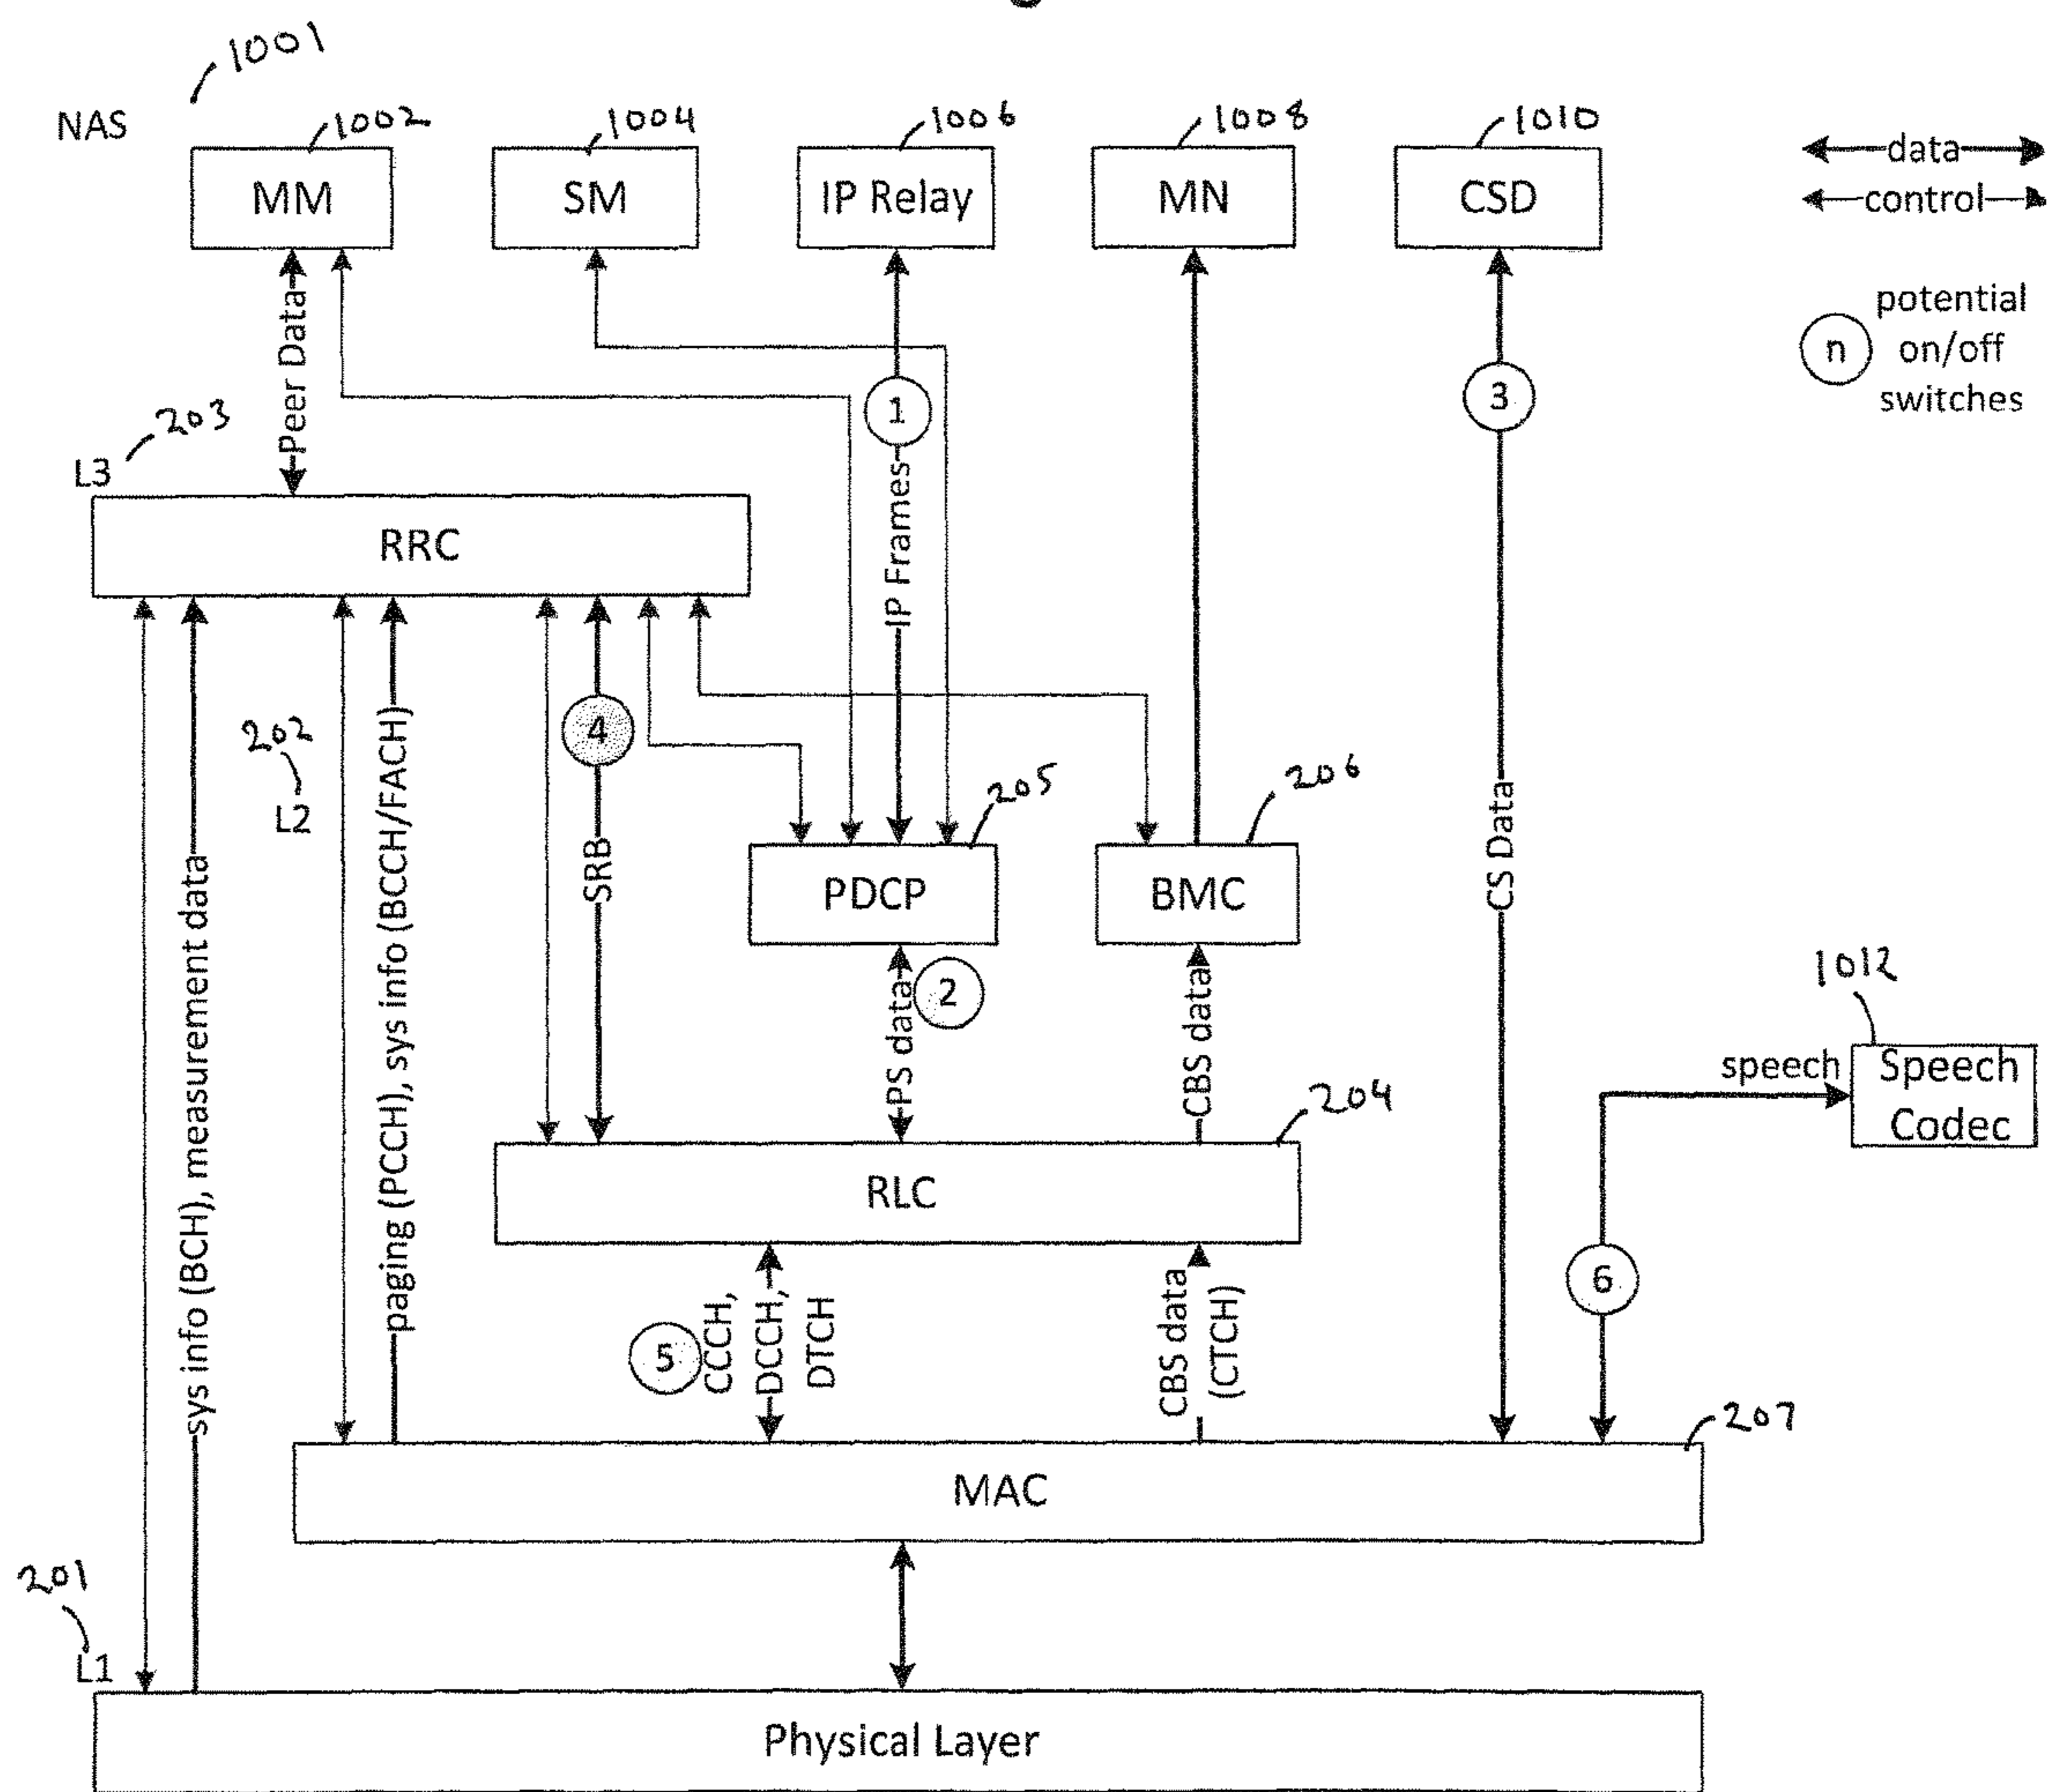 1001
NAS
1002
1004
1006
1008
1010
MM
SM
IP Relay
MN
CSD
data
control
n
potential
on/off
switches
Peer Data
1
3
203
L3
RRC
IP Frames
4
202
L2
205
206
SRB
PDCP
BMC
CS Data
sys info (BCH), measurement data
paging (PCCH), sys info (BCCH/FACH)
2
PS data
CBS data
1012
speech
Speech
Codec
204
RLC
6
5
CCCH,
DCCH,
DTCH
CBS data
(CTCH)
207
MAC
201
L1
Physical Layer